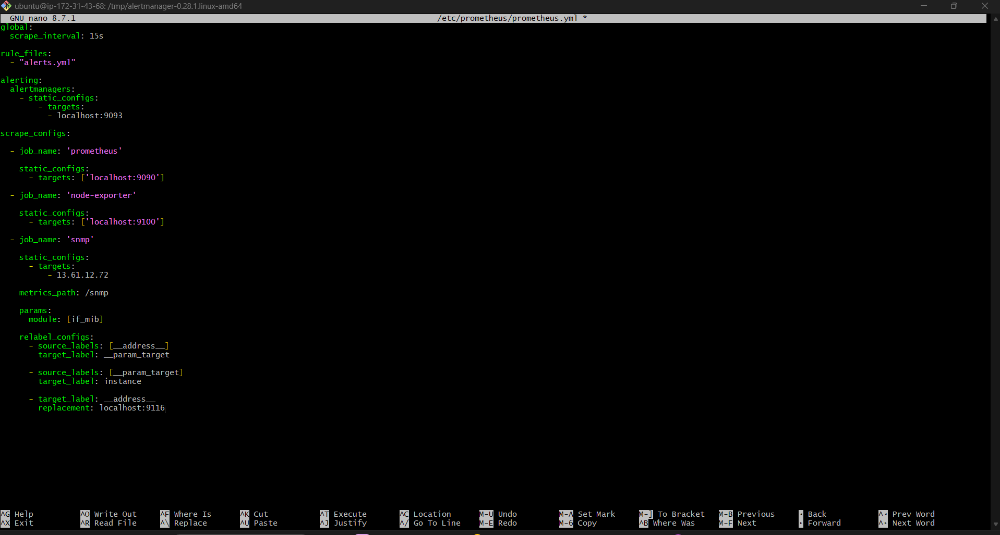 ubuntu@ip-172-31-43-68: /tmp/alertmanager-0.28.1.linux-amd64
GNU nano 8.7.1 /etc/prometheus/prometheus.yml *
global:
  scrape_interval: 15s

rule_files:
  - "alerts.yml"

alerting:
  alertmanagers:
    - static_configs:
        - targets:
          - localhost:9093

scrape_configs:

  - job_name: 'prometheus'

    static_configs:
      - targets: ['localhost:9090']

  - job_name: 'node-exporter'

    static_configs:
      - targets: ['localhost:9100']

  - job_name: 'snmp'

    static_configs:
      - targets:
          - 13.61.12.72

    metrics_path: /snmp

    params:
      module: [if_mib]

    relabel_configs:
      - source_labels: [__address__]
        target_label: __param_target

      - source_labels: [__param_target]
        target_label: instance

      - target_label: __address__
        replacement: localhost:9116

^G Help ^O Write Out ^F Where Is ^K Cut ^T Execute ^C Location M-U Undo M-A Set Mark M-] To Bracket M-B Previous ◂ Back ^◂ Prev Word
^X Exit ^R Read File ^\ Replace ^U Paste ^J Justify ^/ Go To Line M-E Redo M-6 Copy ^B Where Was M-F Next ▸ Forward ^▸ Next Word